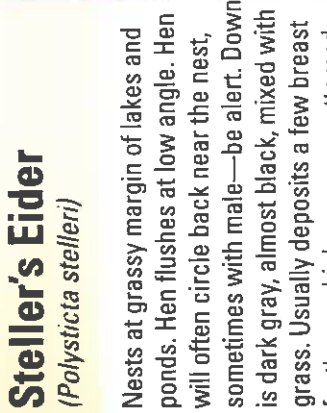 Steller's Eider
(Polysticta stelleri)
Nests at grassy margin of lakes and
ponds. Hen flushes at low angle. Hen
will often circle back near the nest,
sometimes with male—be alert. Down
is dark gray, almost black, mixed with
grass. Usually deposits a few breast